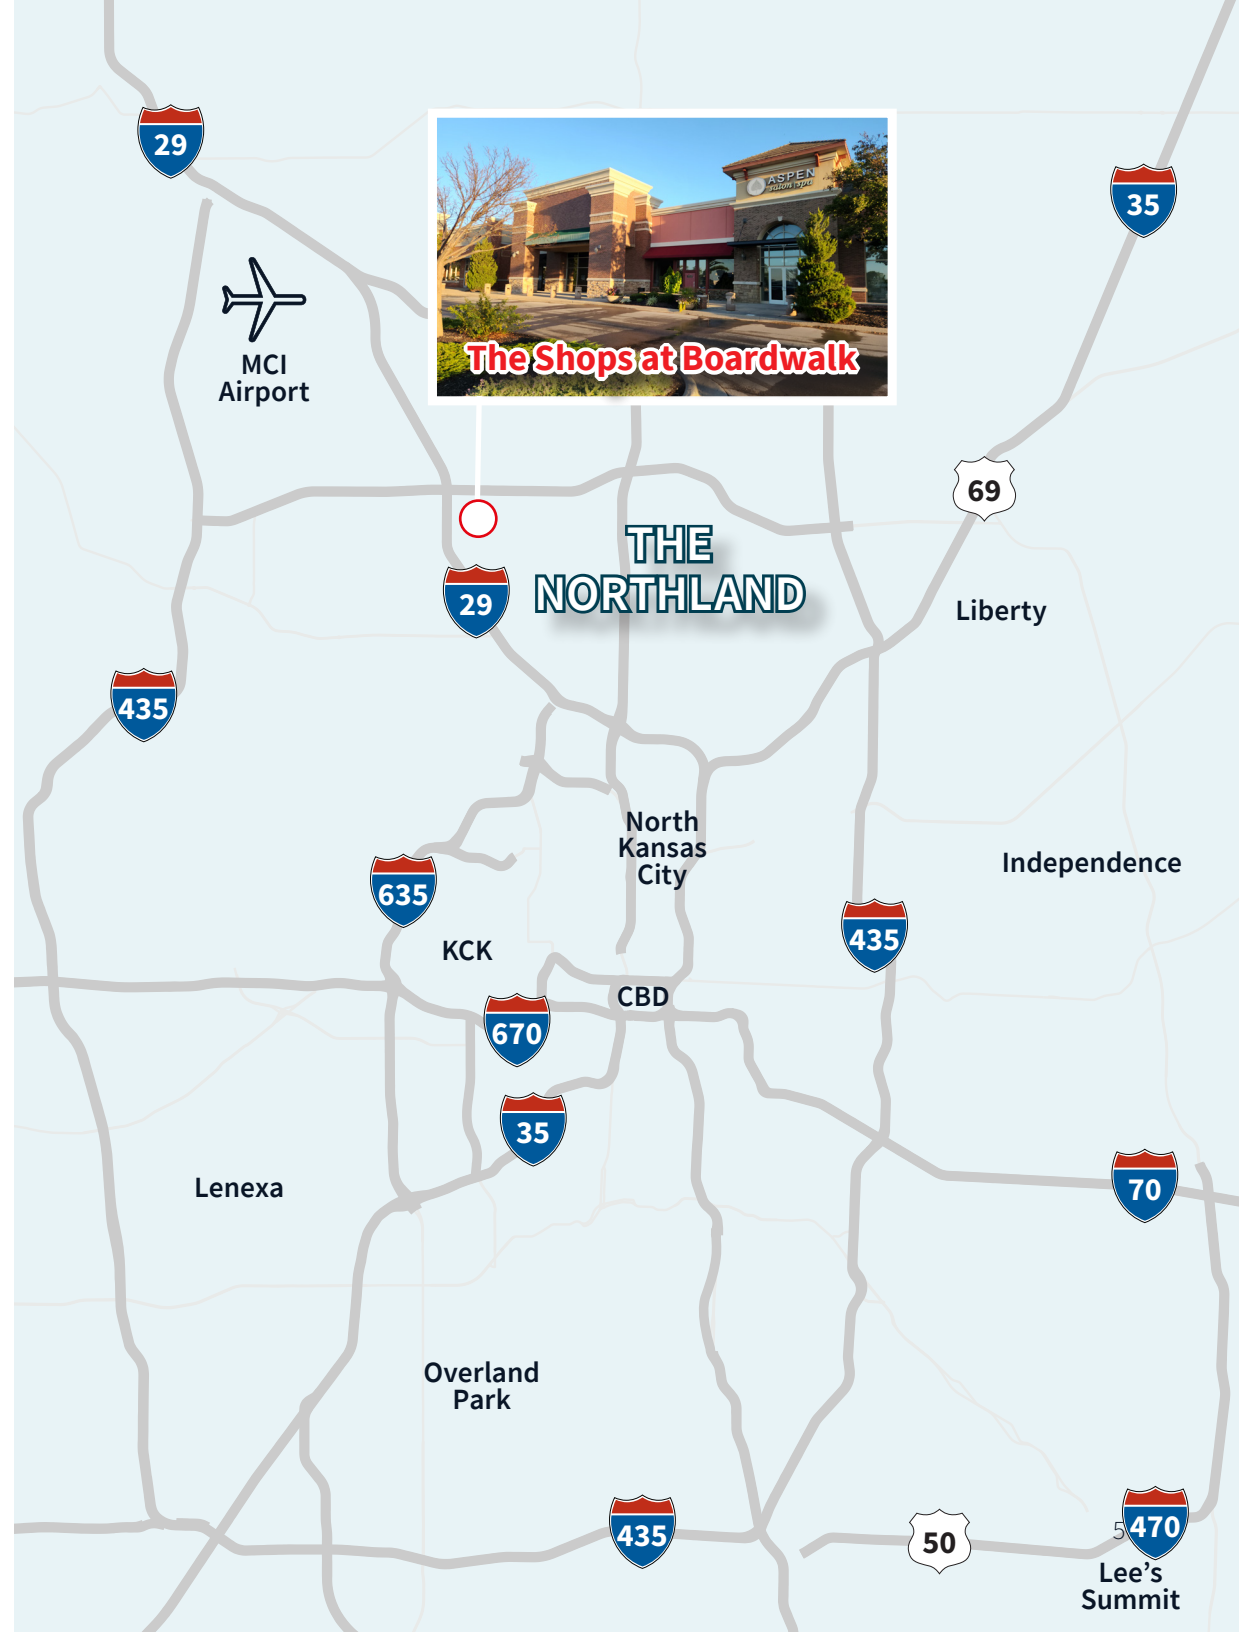 29
35
ASPEN
salon spa
The Shops at Boardwalk
MCI
Airport
69
THE
NORTHLAND
29
Liberty
435
North
Kansas
City
Independence
635
435
KCK
CBD
670
35
70
Lenexa
Overland
Park
435
50
5
470
Lee's
Summit